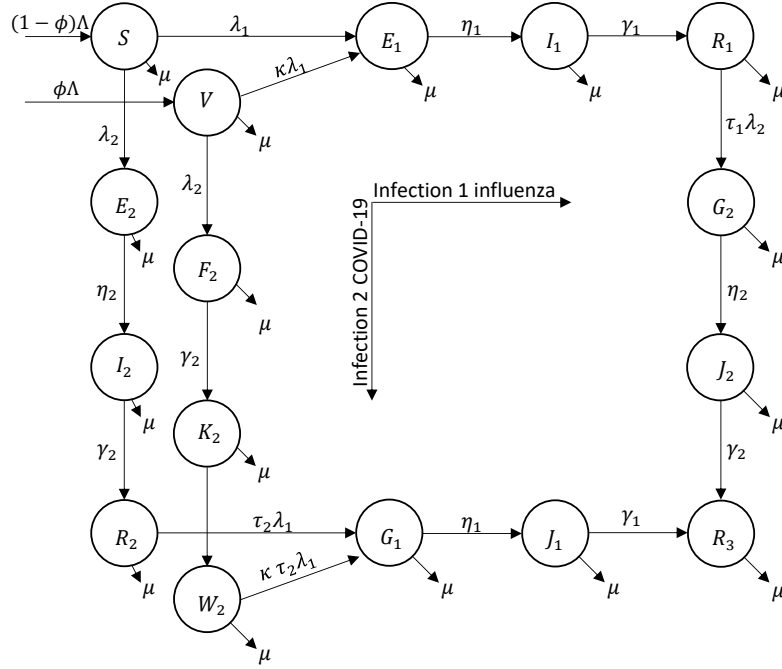 (1−ϕ)Λ
S
λ₁
E₁
η₁
I₁
γ₁
R₁
μ
μ
μ
μ
ϕΛ
V
κλ₁
μ
λ₂
λ₂
τ₁λ₂
Infection 1 influenza
Infection 2 COVID-19
E₂
G₂
μ
μ
F₂
μ
η₂
η₂
γ₂
I₂
J₂
μ
μ
K₂
μ
γ₂
γ₂
R₂
τ₂λ₁
G₁
η₁
J₁
γ₁
R₃
μ
μ
μ
μ
κ τ₂λ₁
W₂
μ